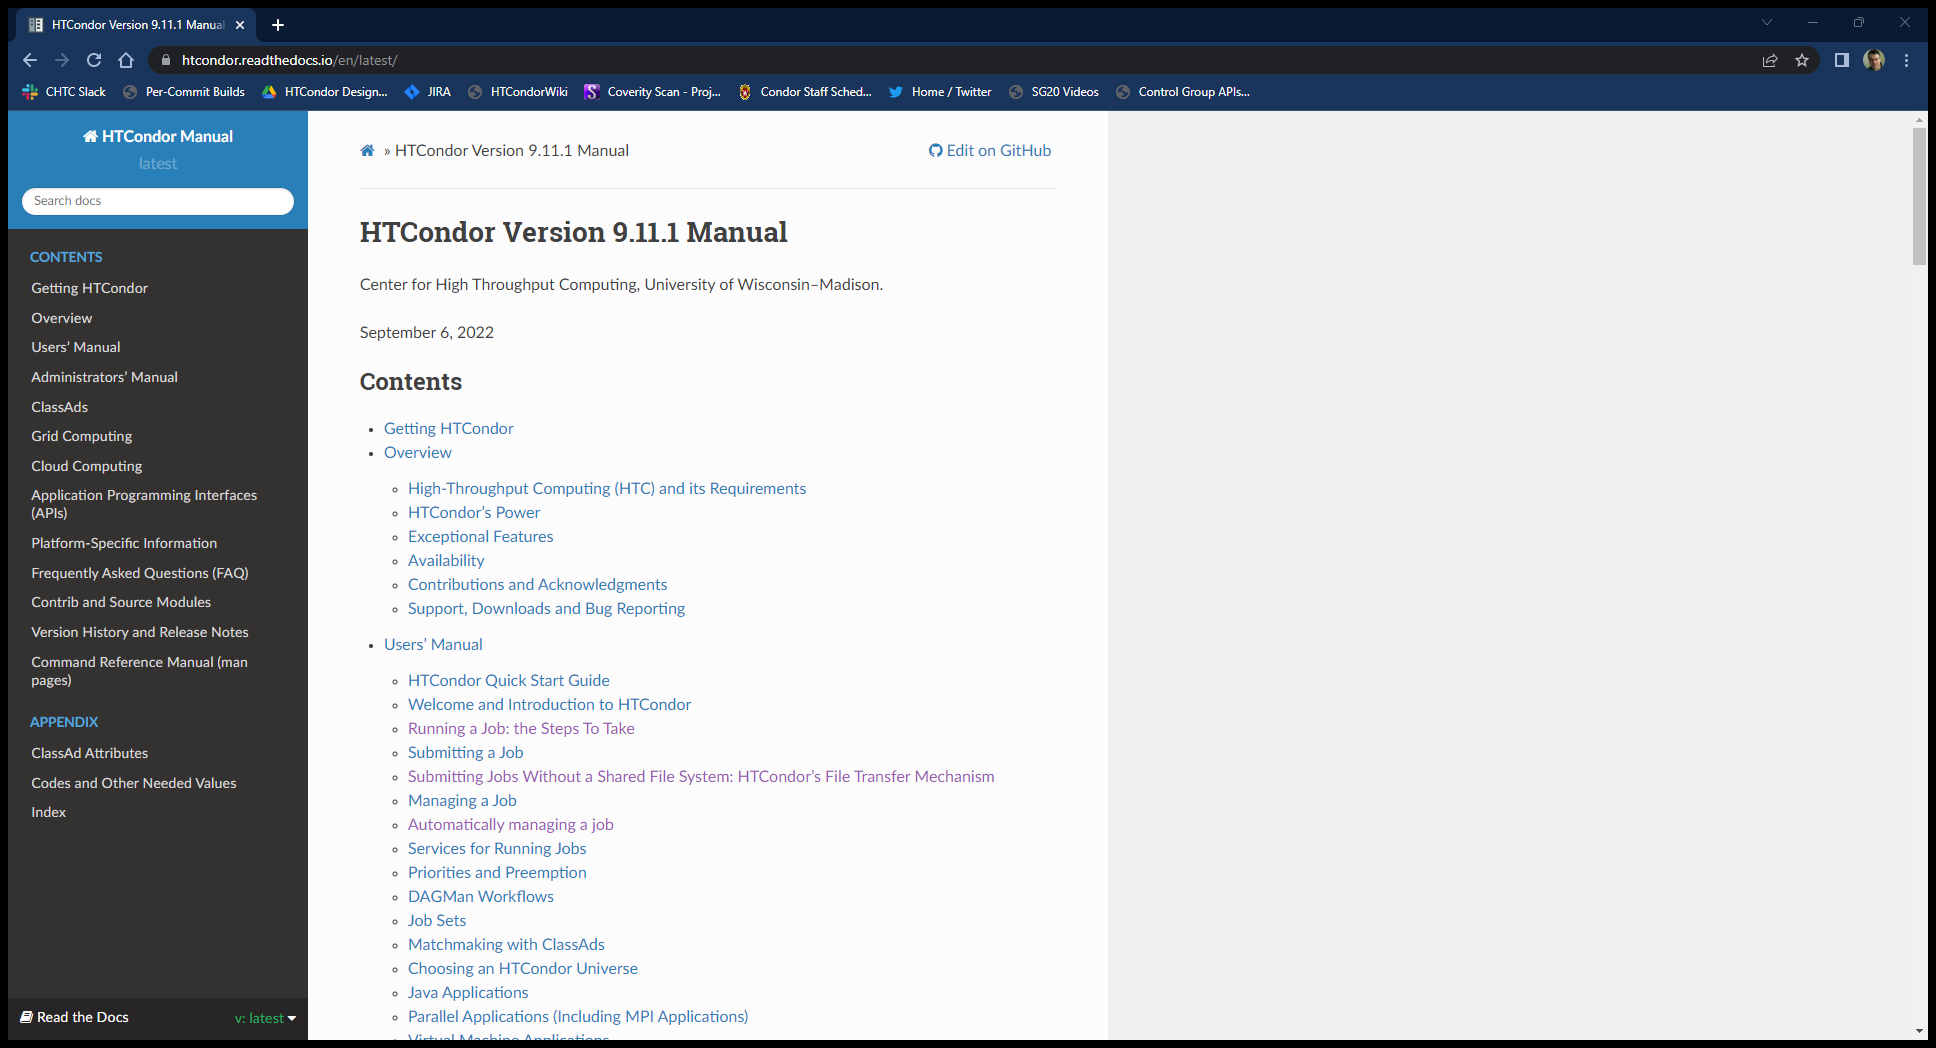 HTCondor Version 9.11.1 Manual
htcondor.readthedocs.io/en/latest/
CHTC Slack
Per-Commit Builds
HTCondor Design...
JIRA
HTCondorWiki
Coverity Scan - Proj...
Condor Staff Sched...
Home / Twitter
SG20 Videos
Control Group APIs...
HTCondor Manual
latest
Search docs
CONTENTS
Getting HTCondor
Overview
Users’ Manual
Administrators’ Manual
ClassAds
Grid Computing
Cloud Computing
Application Programming Interfaces
(APIs)
Platform-Specific Information
Frequently Asked Questions (FAQ)
Contrib and Source Modules
Version History and Release Notes
Command Reference Manual (man
pages)
APPENDIX
ClassAd Attributes
Codes and Other Needed Values
Index
Read the Docs
v: latest
» HTCondor Version 9.11.1 Manual
Edit on GitHub
HTCondor Version 9.11.1 Manual
Center for High Throughput Computing, University of Wisconsin–Madison.
September 6, 2022
Contents
Getting HTCondor
Overview
High-Throughput Computing (HTC) and its Requirements
HTCondor’s Power
Exceptional Features
Availability
Contributions and Acknowledgments
Support, Downloads and Bug Reporting
Users’ Manual
HTCondor Quick Start Guide
Welcome and Introduction to HTCondor
Running a Job: the Steps To Take
Submitting a Job
Submitting Jobs Without a Shared File System: HTCondor’s File Transfer Mechanism
Managing a Job
Automatically managing a job
Services for Running Jobs
Priorities and Preemption
DAGMan Workflows
Job Sets
Matchmaking with ClassAds
Choosing an HTCondor Universe
Java Applications
Parallel Applications (Including MPI Applications)
Virtual Machine Applications